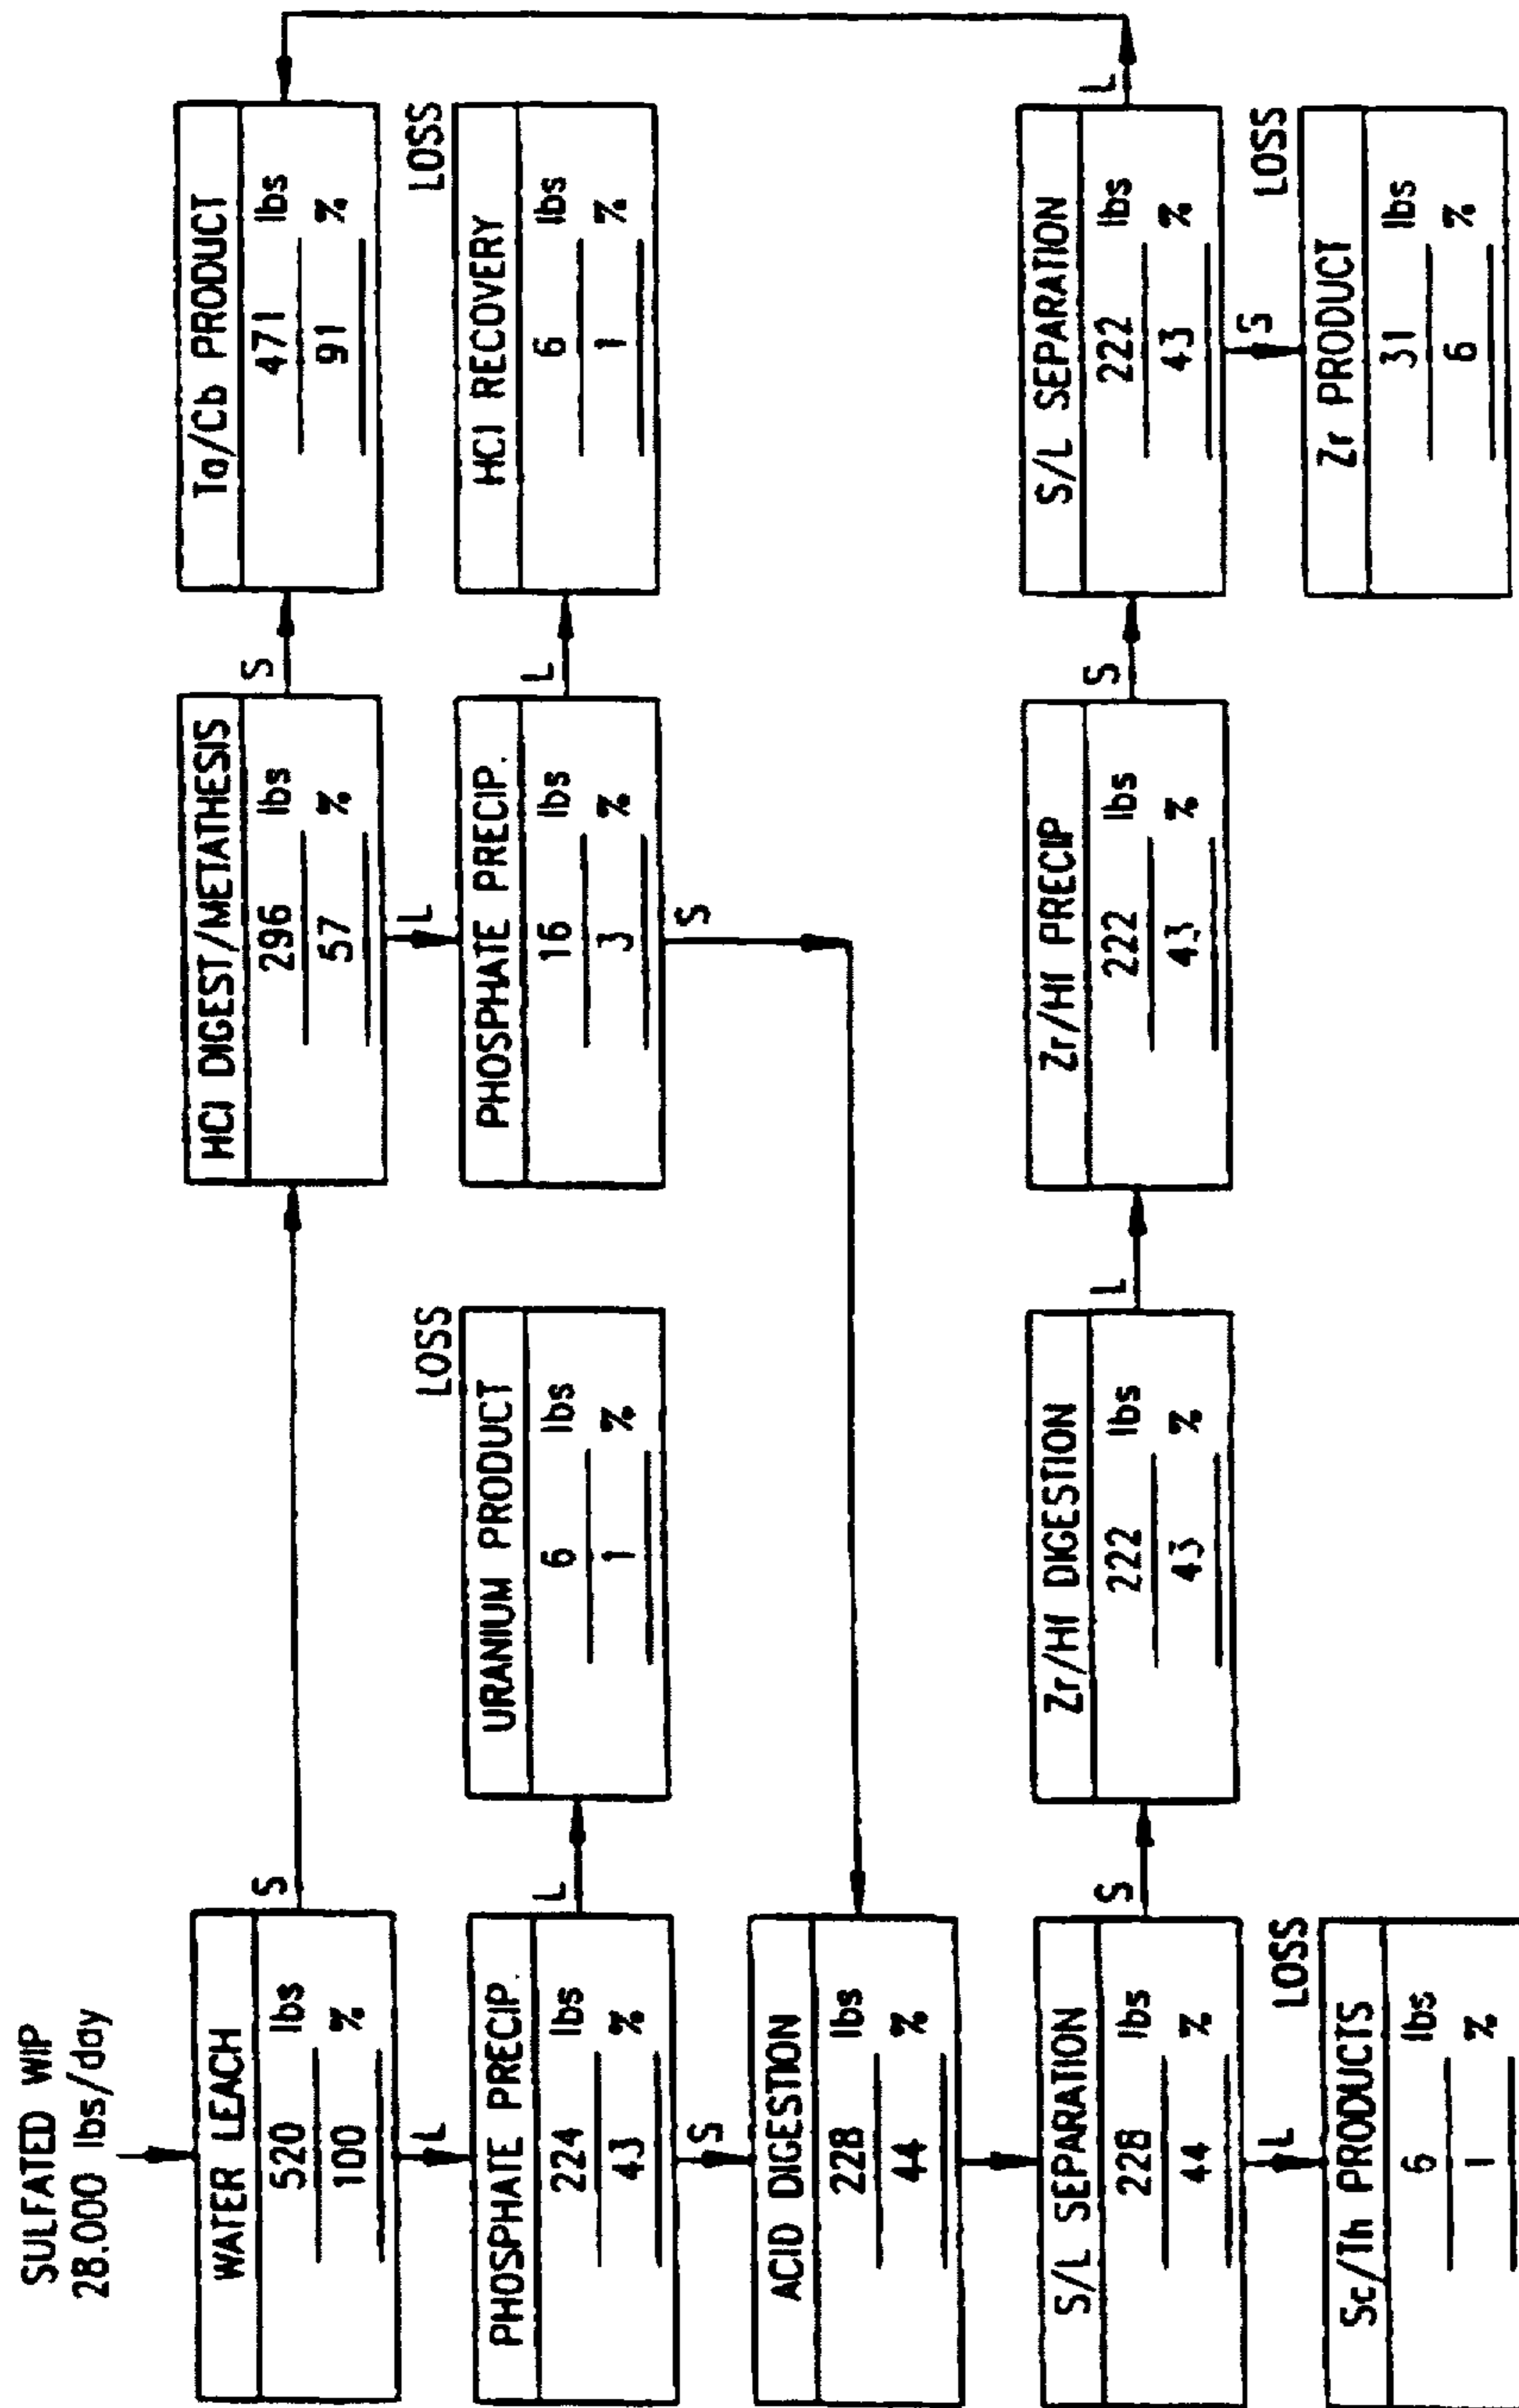 SULFATED WIP
28.000 lbs/day
WATER LEACH
520 lbs
100 %
S
L
HCl DIGEST/METATHESIS
296 lbs
57 %
S
L
Ta/Cb PRODUCT
471 lbs
91 %
PHOSPHATE PRECIP.
224 lbs
43 %
L
S
LOSS
URANIUM PRODUCT
6 lbs
1 %
PHOSPHATE PRECIP.
16 lbs
3 %
L
S
LOSS
HCl RECOVERY
6 lbs
1 %
ACID DIGESTION
228 lbs
44 %
S/L SEPARATION
228 lbs
44 %
S
L
Zr/Hf DIGESTION
222 lbs
43 %
L
Zr/Hf PRECIP
222 lbs
43 %
S
S/L SEPARATION
222 lbs
43 %
L
S
LOSS
Sc/Th PRODUCTS
6 lbs
1 %
LOSS
Zr PRODUCT
31 lbs
6 %